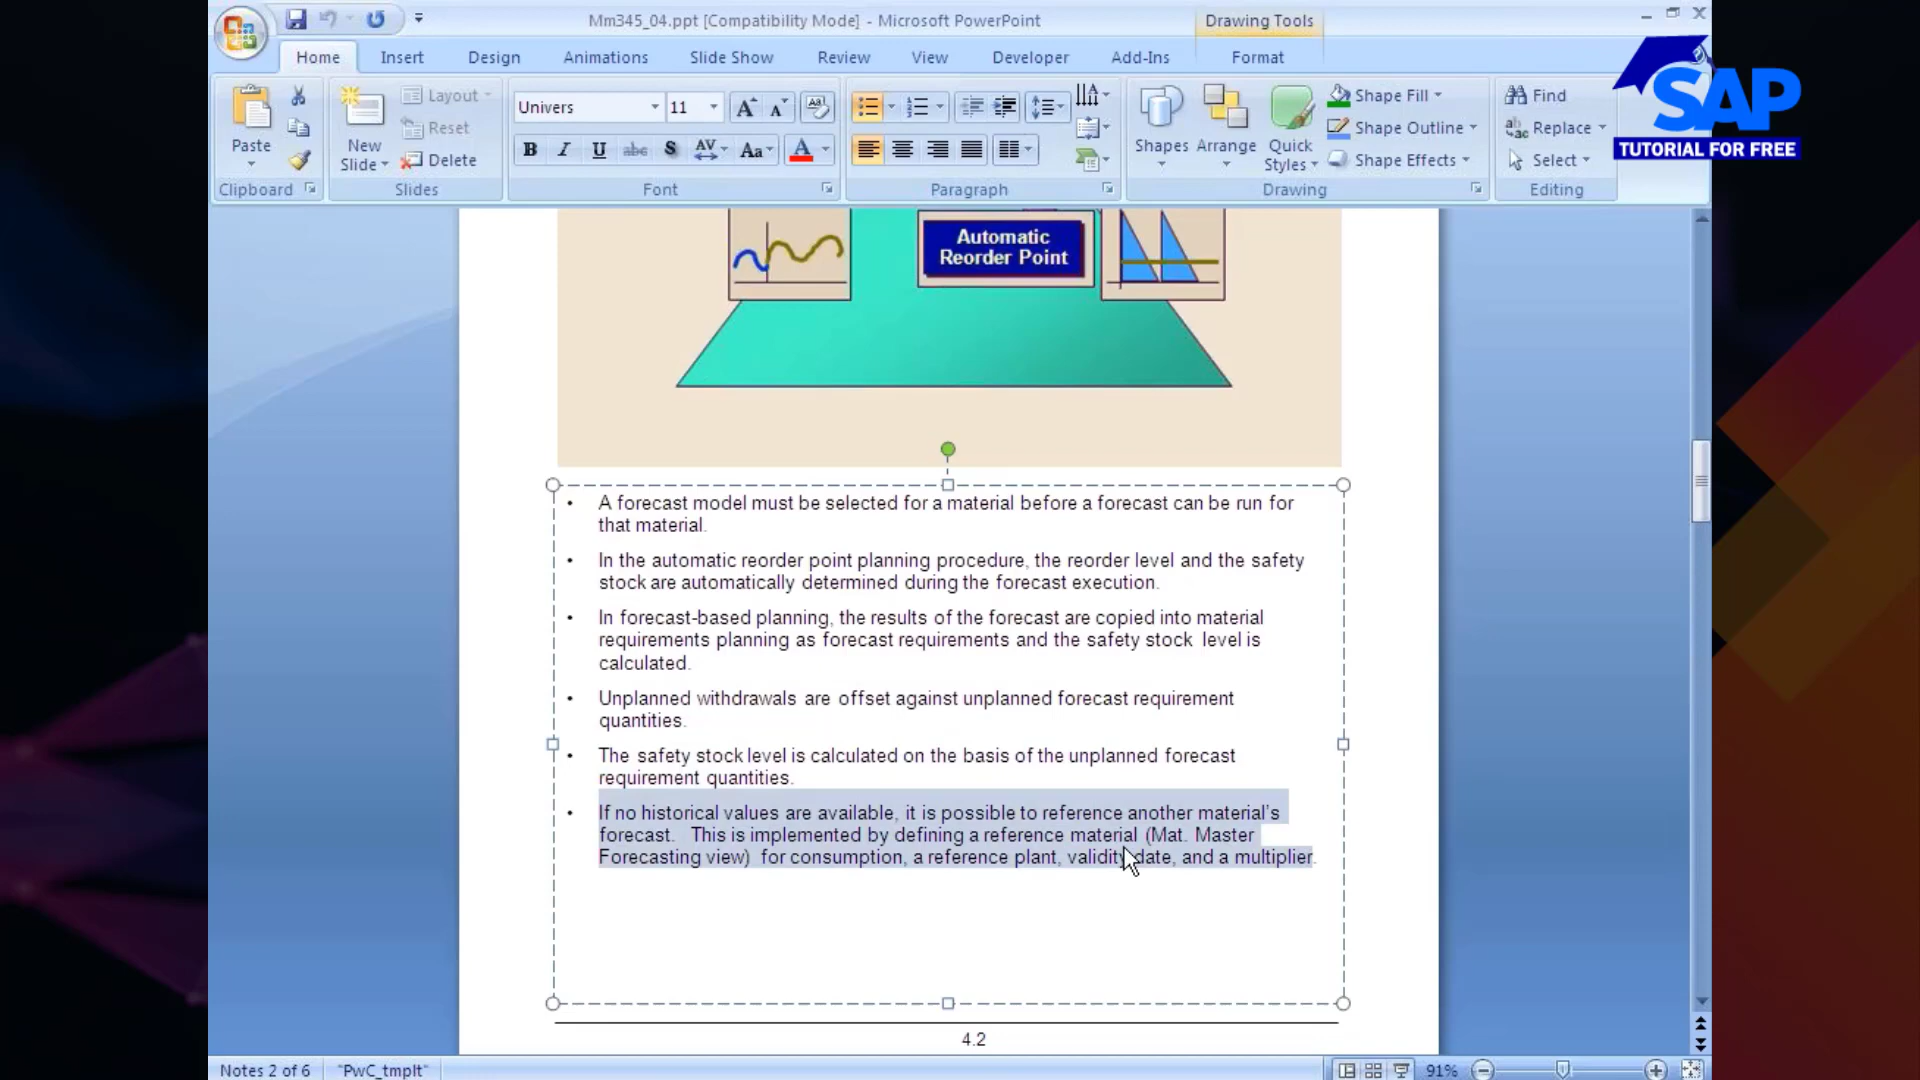 Mm345_04.ppt [Compatibility Mode] - Microsoft PowerPoint
Drawing Tools
Home
Insert
Design
Animations
Slide Show
Review
View
Developer
Add-Ins
Format
Paste
Clipboard
New
Slide
Layout
Reset
Delete
Slides
Univers
11
B I U abc S AV Aa A
Font
Paragraph
Shapes
Arrange
Quick
Styles
Shape Fill
Shape Outline
Shape Effects
Drawing
Find
Replace
Select
Editing
SAP
TUTORIAL FOR FREE
Automatic
Reorder Point
• A forecast model must be selected for a material before a forecast can be run for
that material.
• In the automatic reorder point planning procedure, the reorder level and the safety
stock are automatically determined during the forecast execution.
• In forecast-based planning, the results of the forecast are copied into material
requirements planning as forecast requirements and the safety stock level is
calculated.
• Unplanned withdrawals are offset against unplanned forecast requirement
quantities.
• The safety stock level is calculated on the basis of the unplanned forecast
requirement quantities.
• If no historical values are available, it is possible to reference another material's
forecast. This is implemented by defining a reference material (Mat. Master
Forecasting view) for consumption, a reference plant, validity date, and a multiplier.
4.2
Notes 2 of 6
"PwC_tmplt"
91%